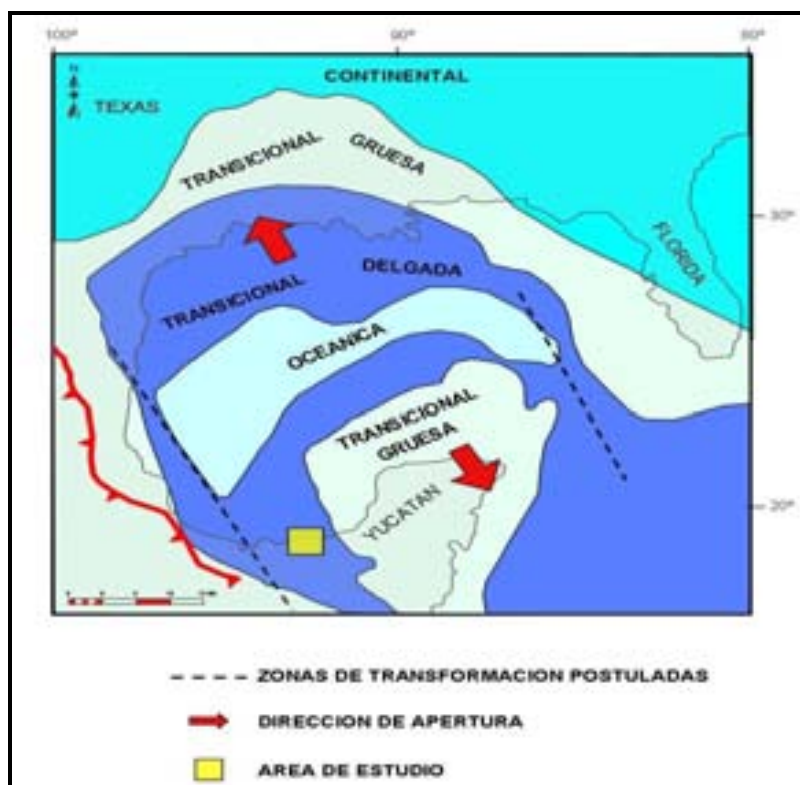 100° 90° 80°
CONTINENTAL
N
TEXAS
TRANSICIONAL GRUESA
30°
FLORIDA
TRANSICIONAL DELGADA
OCEANICA
TRANSICIONAL
GRUESA
20°
YUCATAN
ZONAS DE TRANSFORMACION POSTULADAS
DIRECCION DE APERTURA
AREA DE ESTUDIO